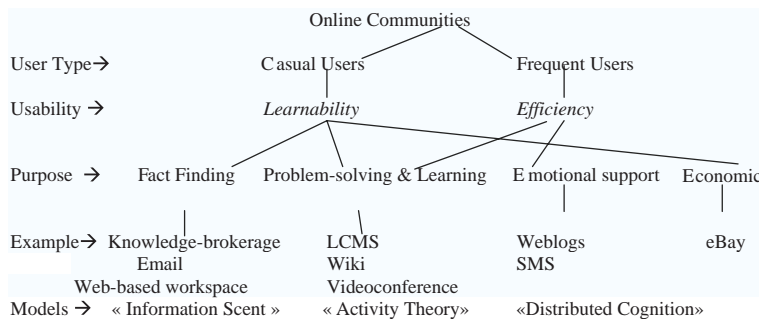 Online Communities
User Type→ Casual Users Frequent Users
Usability → Learnability Efficiency
Purpose → Fact Finding Problem-solving & Learning Emotional support Economic
Example→ Knowledge-brokerage LCMS Weblogs eBay
Email Wiki SMS
Web-based workspace Videoconference
Models → « Information Scent » « Activity Theory» «Distributed Cognition»